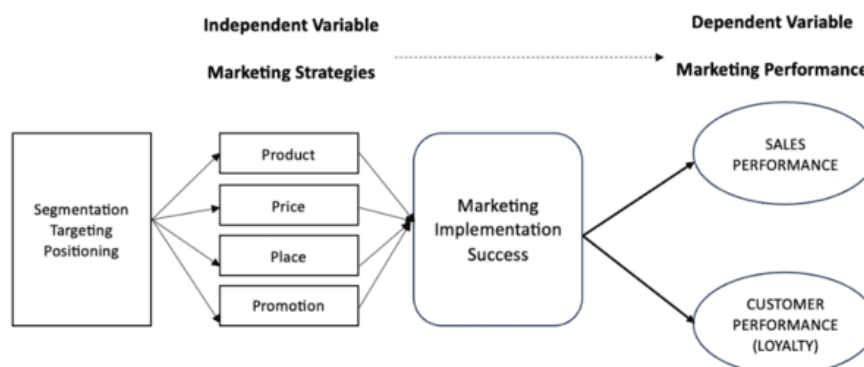 Independent Variable
Dependent Variable
Marketing Strategies
Marketing Performance
Segmentation
Targeting
Positioning
Product
Price
Place
Promotion
Marketing
Implementation
Success
SALES
PERFORMANCE
CUSTOMER
PERFORMANCE
(LOYALTY)